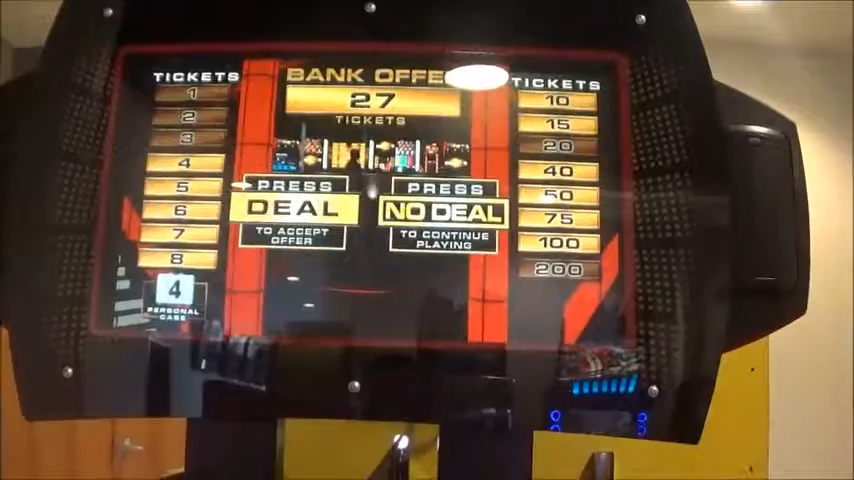 TICKETS
1
2
3
4
5
6
7
8
4
PERSONAL
CASE
BANK OFFE
27
TICKETS
PRESS
DEAL
TO ACCEPT
OFFER
PRESS
NO DEAL
TO CONTINUE
PLAYING
TICKETS
10
15
20
40
50
75
100
200